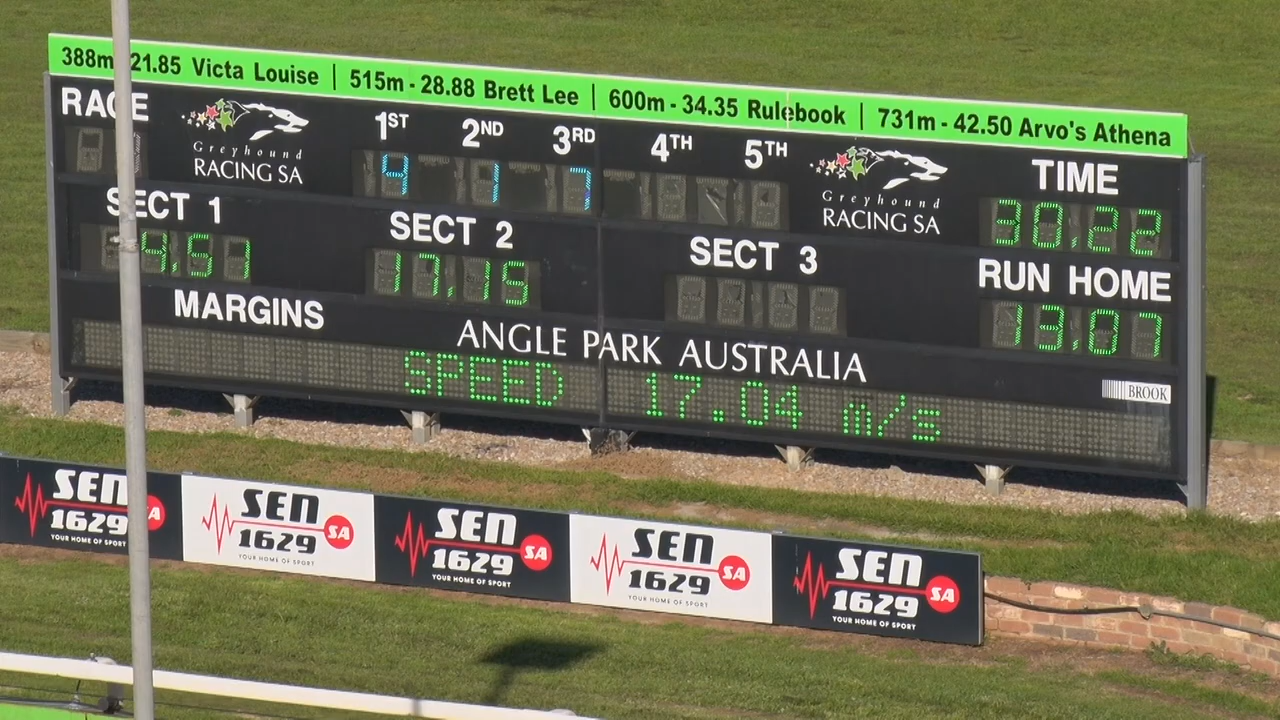 388m 21.85 Victa Louise | 515m - 28.88 Brett Lee | 600m - 34.35 Rulebook | 731m - 42.50 Arvo's Athena
RACE
Greyhound
RACING SA
1ST 2ND 3RD 4TH 5TH
4 1 7
Greyhound
RACING SA
TIME
30.22
SECT 1
4.51
SECT 2
17.15
SECT 3
RUN HOME
13.07
MARGINS
ANGLE PARK AUSTRALIA
BROOK
SPEED 17.04 m/s
SEN
1629
SA
YOUR HOME OF SPORT
SEN
1629
SA
YOUR HOME OF SPORT
SEN
1629
SA
YOUR HOME OF SPORT
SEN
1629
SA
YOUR HOME OF SPORT
SEN
1629
SA
YOUR HOME OF SPORT